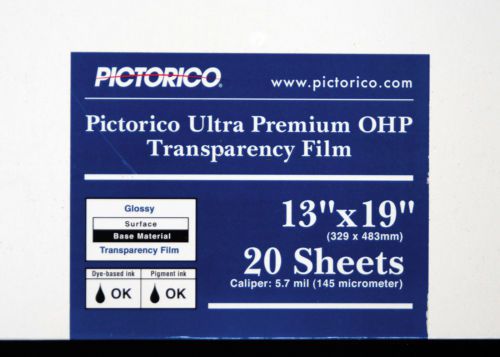 PICTORICO®
www.pictorico.com
Pictorico Ultra Premium OHP
Transparency Film
Glossy
Surface
Base Material
Transparency Film
Dye-based ink
OK
Pigment ink
OK
13"x19"
(329 x 483mm)
20 Sheets
Caliper: 5.7 mil (145 micrometer)